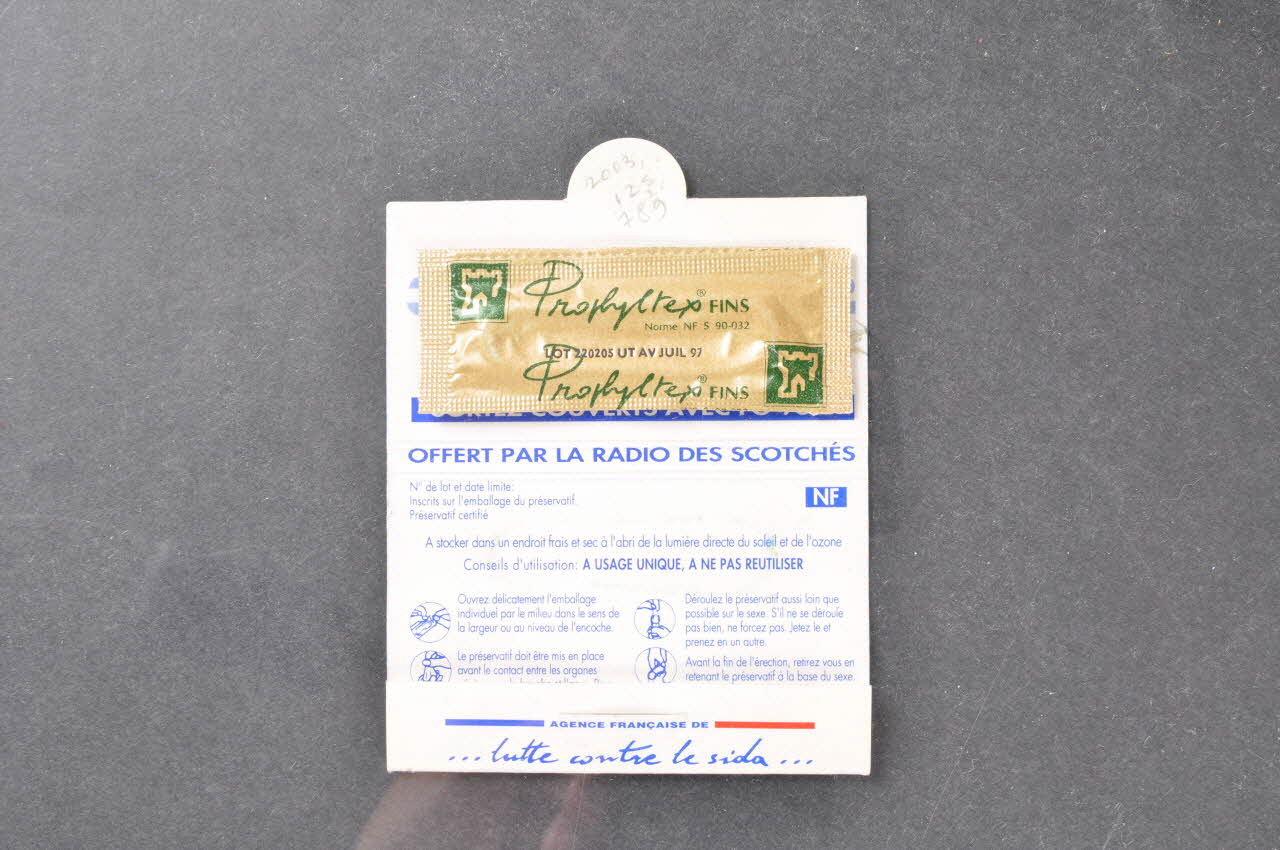 2003.
125.
789
Prophyltex® FINS
Norme NF S 90-032
LOT 220205 UT AV JUIL 97
Prophyltex® FINS
SORTEZ COUVERTS AVEC
OFFERT PAR LA RADIO DES SCOTCHÉS
N° de lot et date limite:
Inscrits sur l'emballage du préservatif.
Préservatif certifié
NF
A stocker dans un endroit frais et sec à l'abri de la lumière directe du soleil et de l'ozone
Conseils d'utilisation: A USAGE UNIQUE, A NE PAS REUTILISER
Ouvrez délicatement l'emballage
individuel par le milieu dans le sens de
la largeur ou au niveau de l'encoche.
Le préservatif doit être mis en place
avant le contact entre les organes
Déroulez le préservatif aussi loin que
possible sur le sexe. S'il ne se déroule
pas bien, ne forcez pas. Jetez le et
prenez en un autre.
Avant la fin de l'érection, retirez vous en
retenant le préservatif à la base du sexe.
AGENCE FRANÇAISE DE
... lutte contre le sida ...